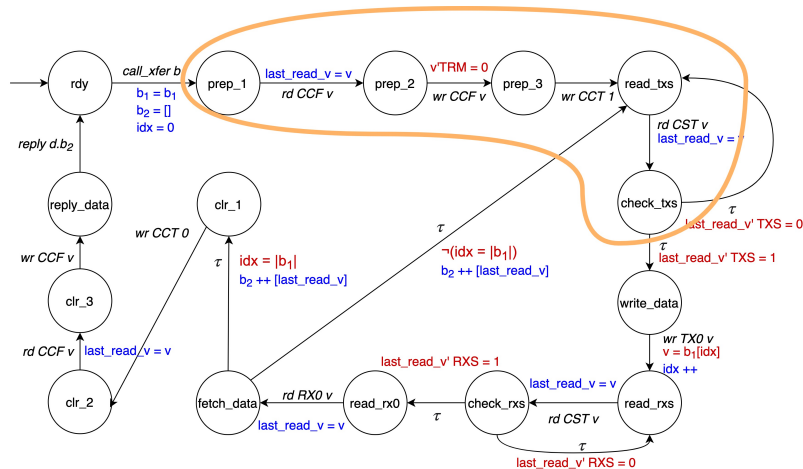 rdy
call_xfer b
b₁ = b₁
b₂ = []
idx = 0
prep_1
last_read_v = v
rd CCF v
prep_2
v'TRM = 0
wr CCF v
prep_3
wr CCT 1
read_txs
rd CST v
last_read_v =
check_txs
τ
last_read_v' TXS = 0
τ
last_read_v' TXS = 1
write_data
wr TX0 v
v = b₁[idx]
idx ++
read_rxs
last_read_v = v
rd CST v
check_rxs
τ
last_read_v' RXS = 0
last_read_v' RXS = 1
τ
read_rx0
rd RX0 v
last_read_v = v
fetch_data
τ
¬(idx = |b₁|)
b₂ ++ [last_read_v]
τ
idx = |b₁|
b₂ ++ [last_read_v]
clr_1
wr CCT 0
clr_2
rd CCF v
last_read_v = v
clr_3
wr CCF v
reply_data
reply d.b₂